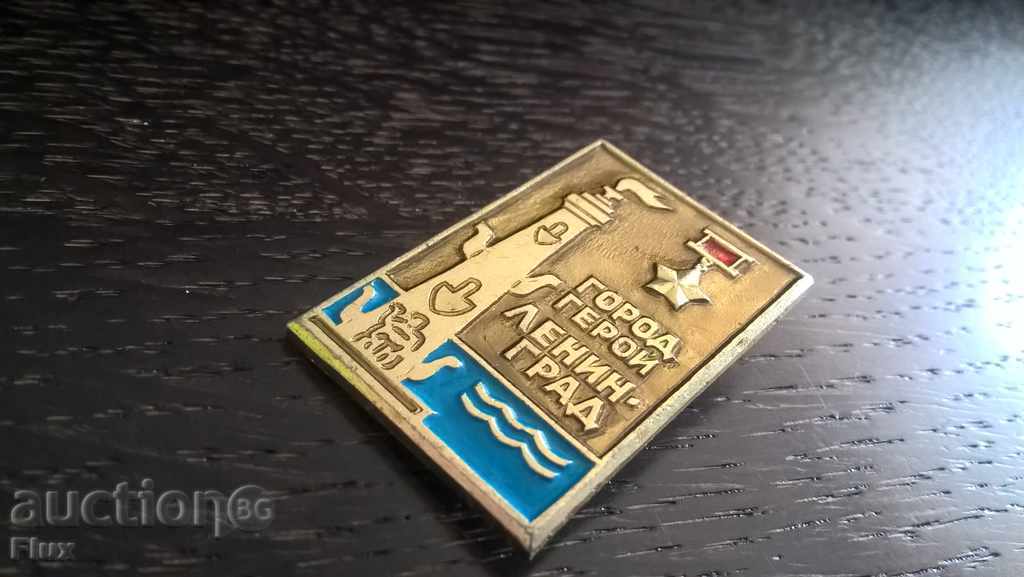 ГОРОД
ГЕРОЙ
ЛЕНИН-
ГРАД
auction BG
Flux